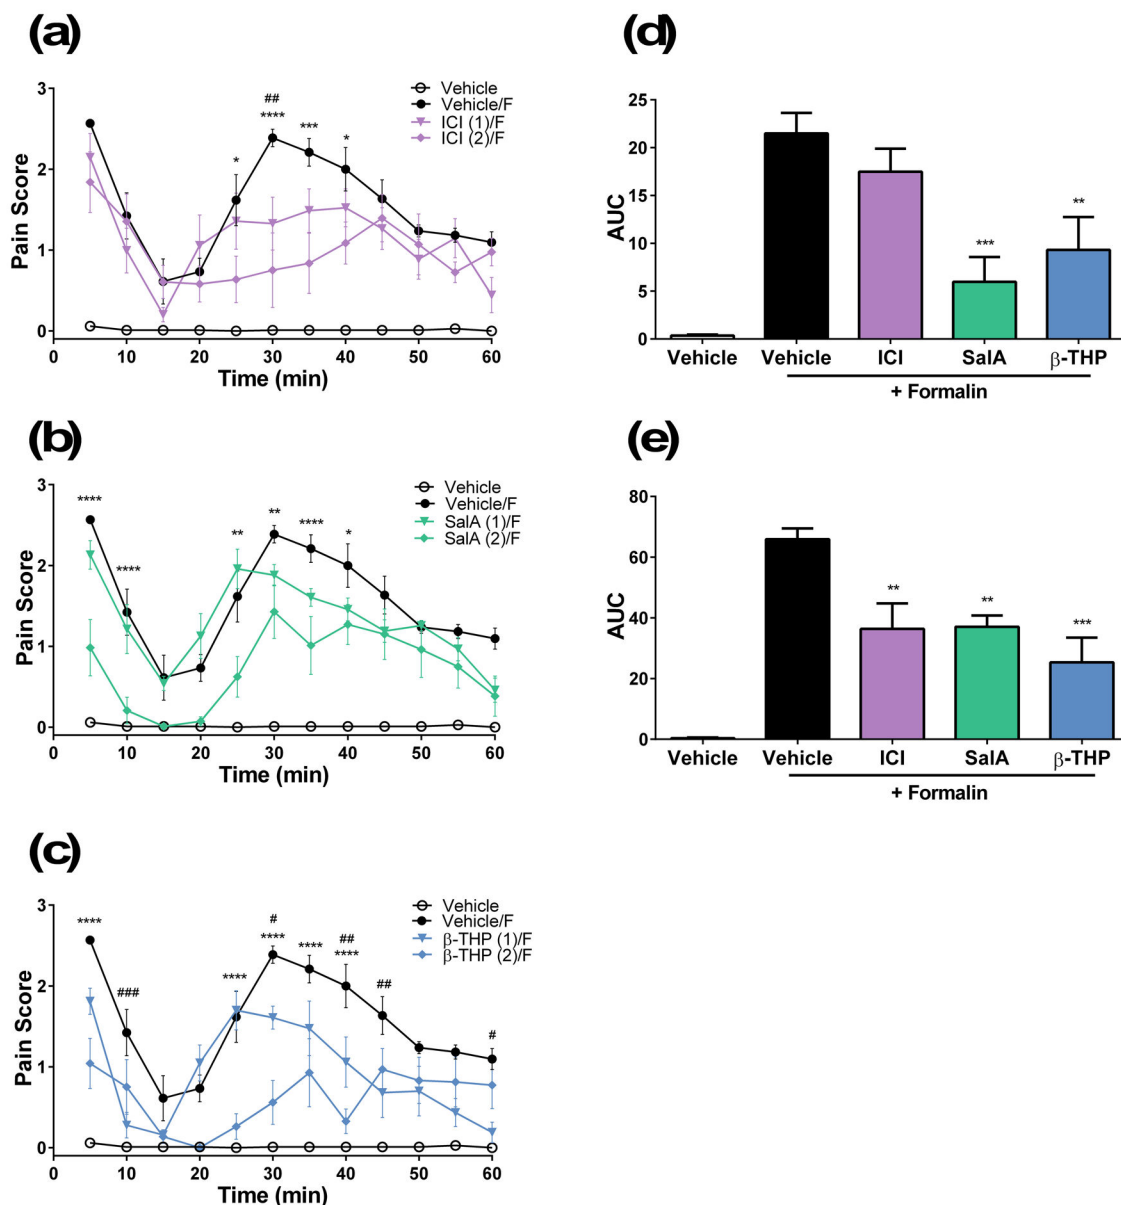 (a)
Vehicle
Vehicle/F
ICI (1)/F
ICI (2)/F
##
**** *** *
*
3
2
1
0
Pain Score
0 10 20 30 40 50 60
Time (min)
(b)
Vehicle
Vehicle/F
SalA (1)/F
SalA (2)/F
**** **** ** ** **** *
3
2
1
0
Pain Score
0 10 20 30 40 50 60
Time (min)
(c)
Vehicle
Vehicle/F
β-THP (1)/F
β-THP (2)/F
# ##
**** **** **** ****
### **** ## #
3
2
1
0
Pain Score
0 10 20 30 40 50 60
Time (min)
(d)
25
20
15
10
5
0
AUC
*** **
Vehicle Vehicle ICI SalA β-THP
+ Formalin
(e)
80
60
40
20
0
AUC
** ** ***
Vehicle Vehicle ICI SalA β-THP
+ Formalin